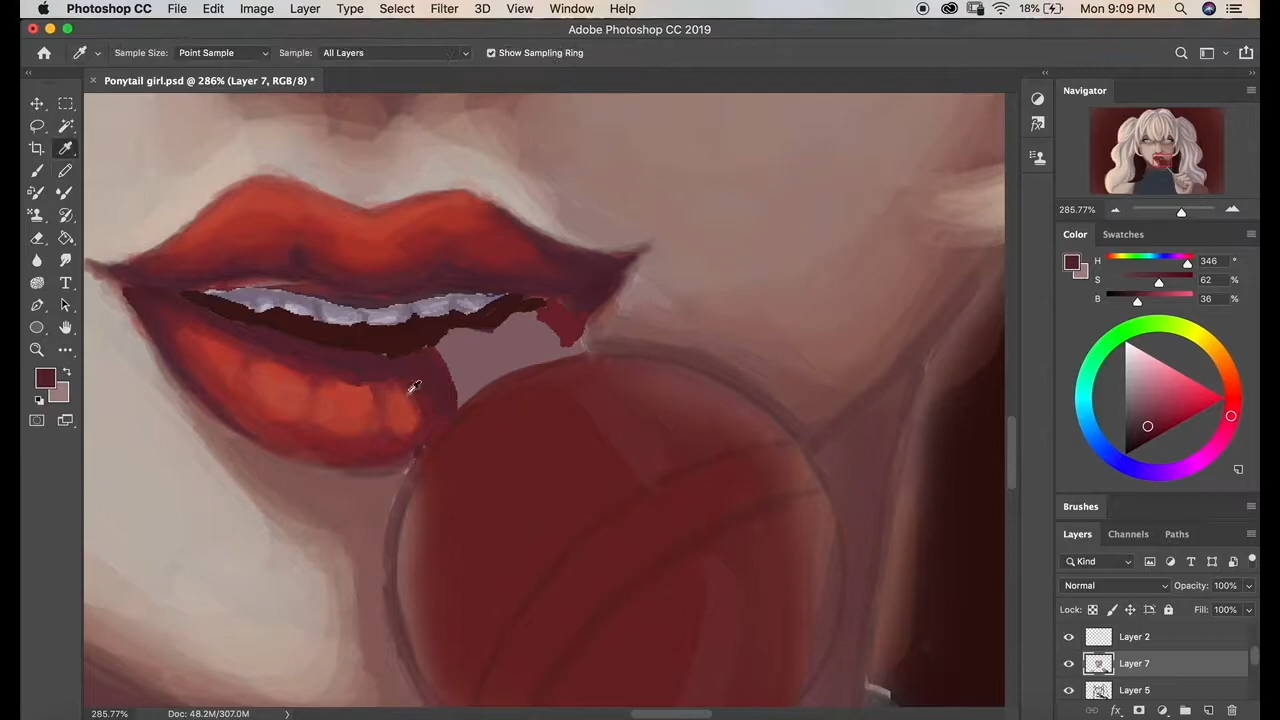 Photoshop CC File Edit Image Layer Type Select Filter 3D View Window Help 18% Mon 9:09 PM
Adobe Photoshop CC 2019
Sample Size: Point Sample Sample: All Layers Show Sampling Ring
Ponytail girl.psd @ 286% (Layer 7, RGB/8) *
Navigator
285.77%
Color Swatches
H 346 °
S 62 %
B 36 %
Brushes
Layers Channels Paths
Kind
Normal Opacity: 100%
Lock: Fill: 100%
Layer 2
Layer 7
Layer 5
285.77% Doc: 48.2M/307.0M